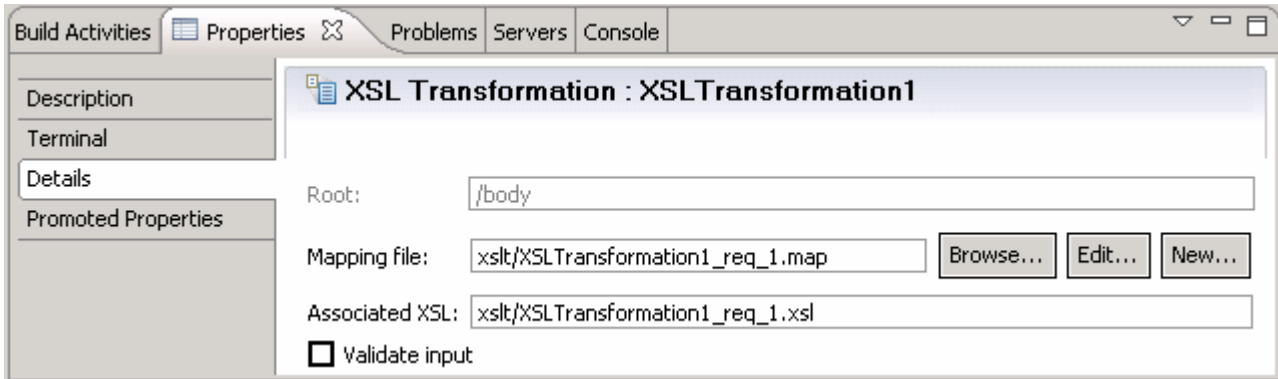 Build Activities Properties Problems Servers Console
XSL Transformation : XSLTransformation1
Description
Terminal
Details
Promoted Properties
Root: /body
Mapping file: xslt/XSLTransformation1_req_1.map Browse... Edit... New...
Associated XSL: xslt/XSLTransformation1_req_1.xsl
Validate input